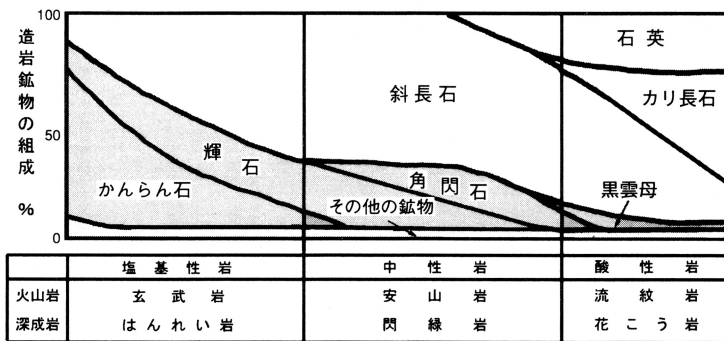 100
50
0
造岩鉱物の組成 %
石英
カリ長石
斜長石
輝石
角閃石
かんらん石
黒雲母
その他の鉱物
塩基性岩 中性岩 酸性岩
火山岩 玄武岩 安山岩 流紋岩
深成岩 はんれい岩 閃緑岩 花こう岩